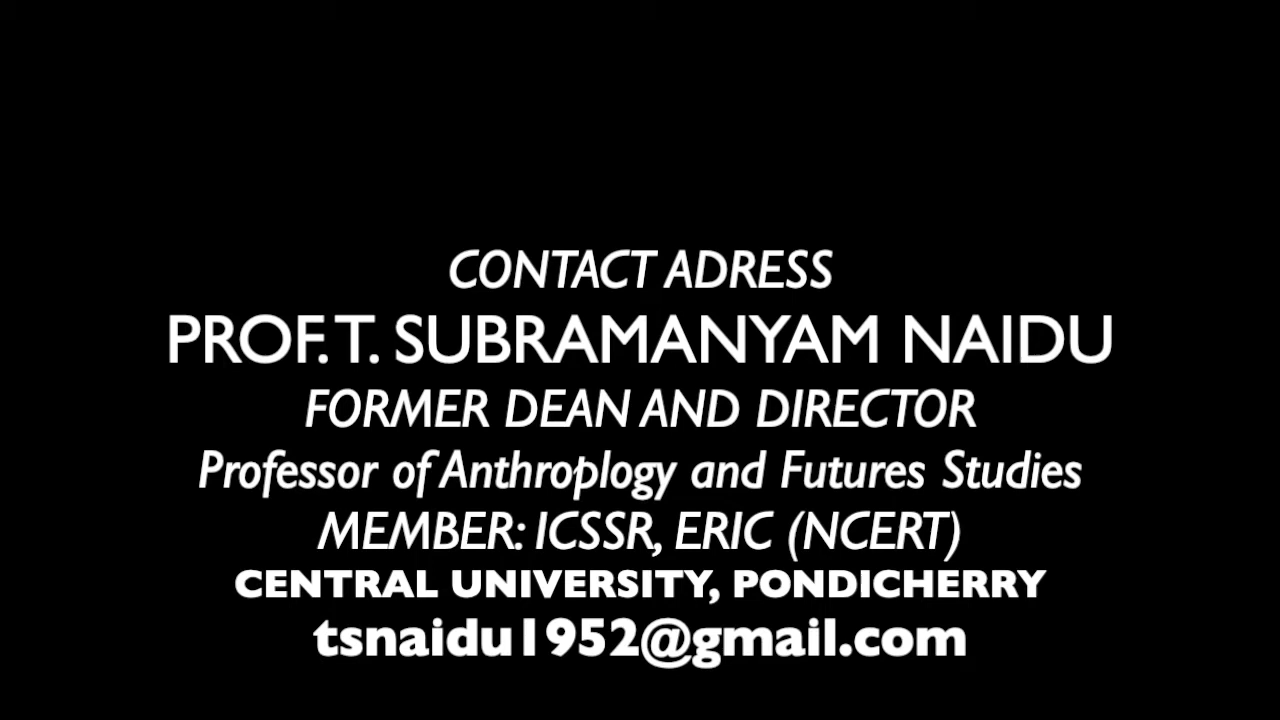 CONTACT ADRESS
PROF. T. SUBRAMANYAM NAIDU
FORMER DEAN AND DIRECTOR
Professor of Anthroplogy and Futures Studies
MEMBER: ICSSR, ERIC (NCERT)
CENTRAL UNIVERSITY, PONDICHERRY
tsnaidu1952@gmail.com